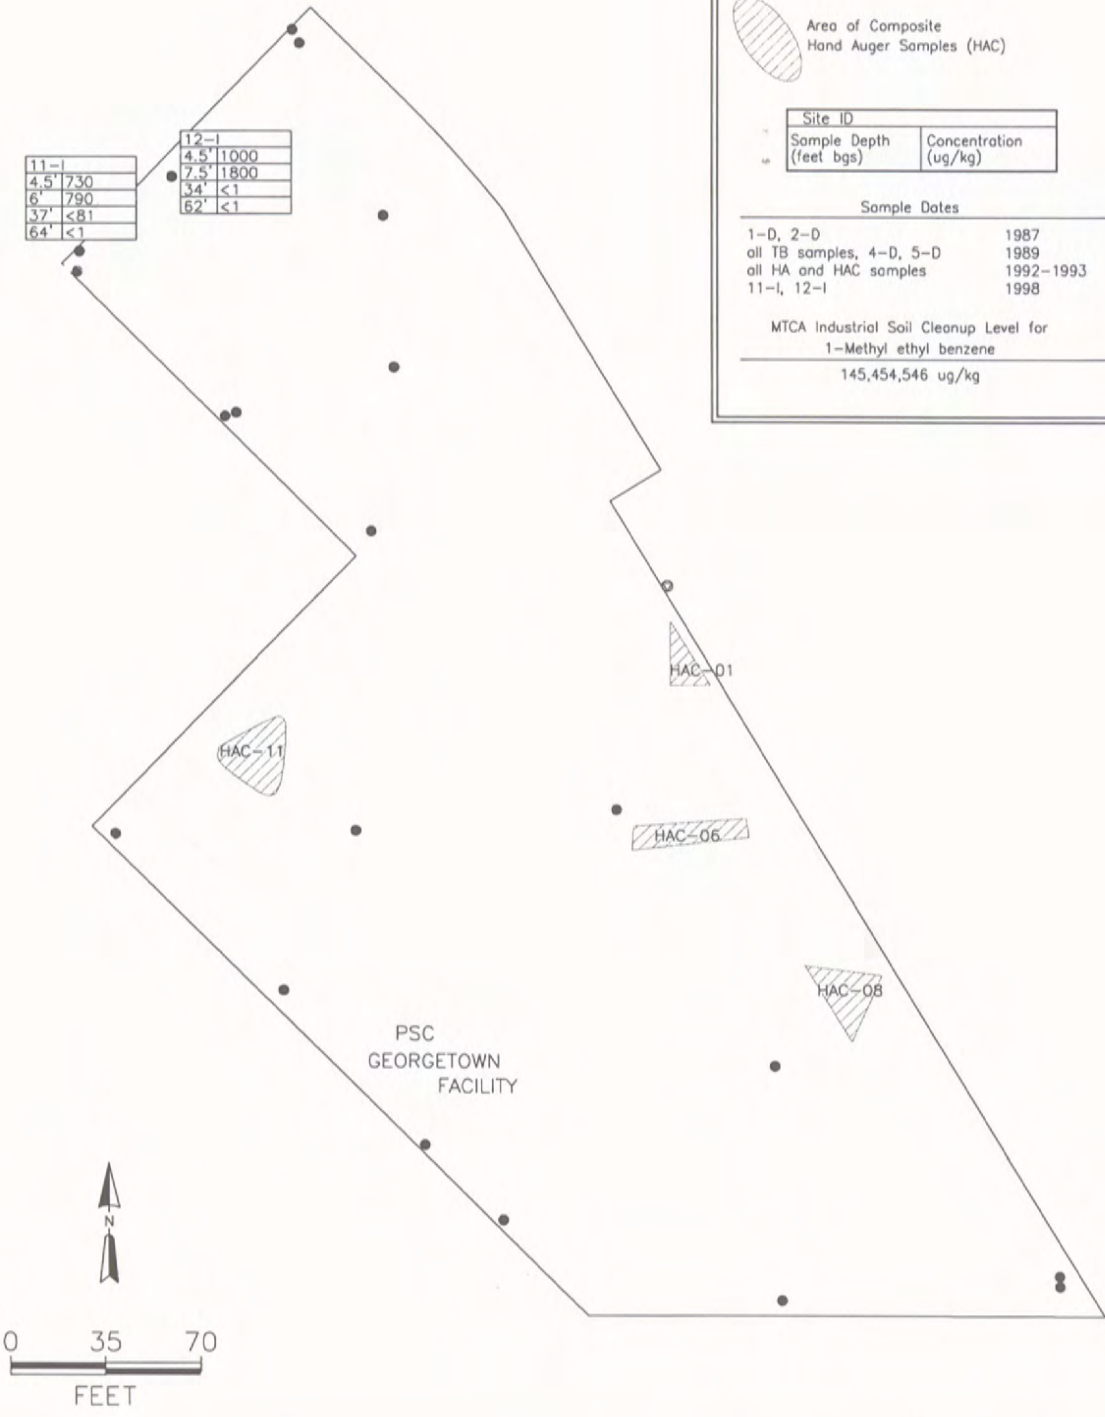 Area of Composite
Hand Auger Samples (HAC)
Site ID
Sample Depth Concentration
(feet bgs) (ug/kg)
Sample Dates
1-D, 2-D 1987
all TB samples, 4-D, 5-D 1989
all HA and HAC samples 1992-1993
11-I, 12-I 1998
MTCA Industrial Soil Cleanup Level for
1-Methyl ethyl benzene
145,454,546 ug/kg
12-I
4.5' 1000
7.5' 1800
34' <1
62' <1
11-I
4.5' 730
6' 790
37' <81
64' <1
HAC-01
HAC-11
HAC-06
HAC-08
PSC
GEORGETOWN
FACILITY
N
0 35 70
FEET